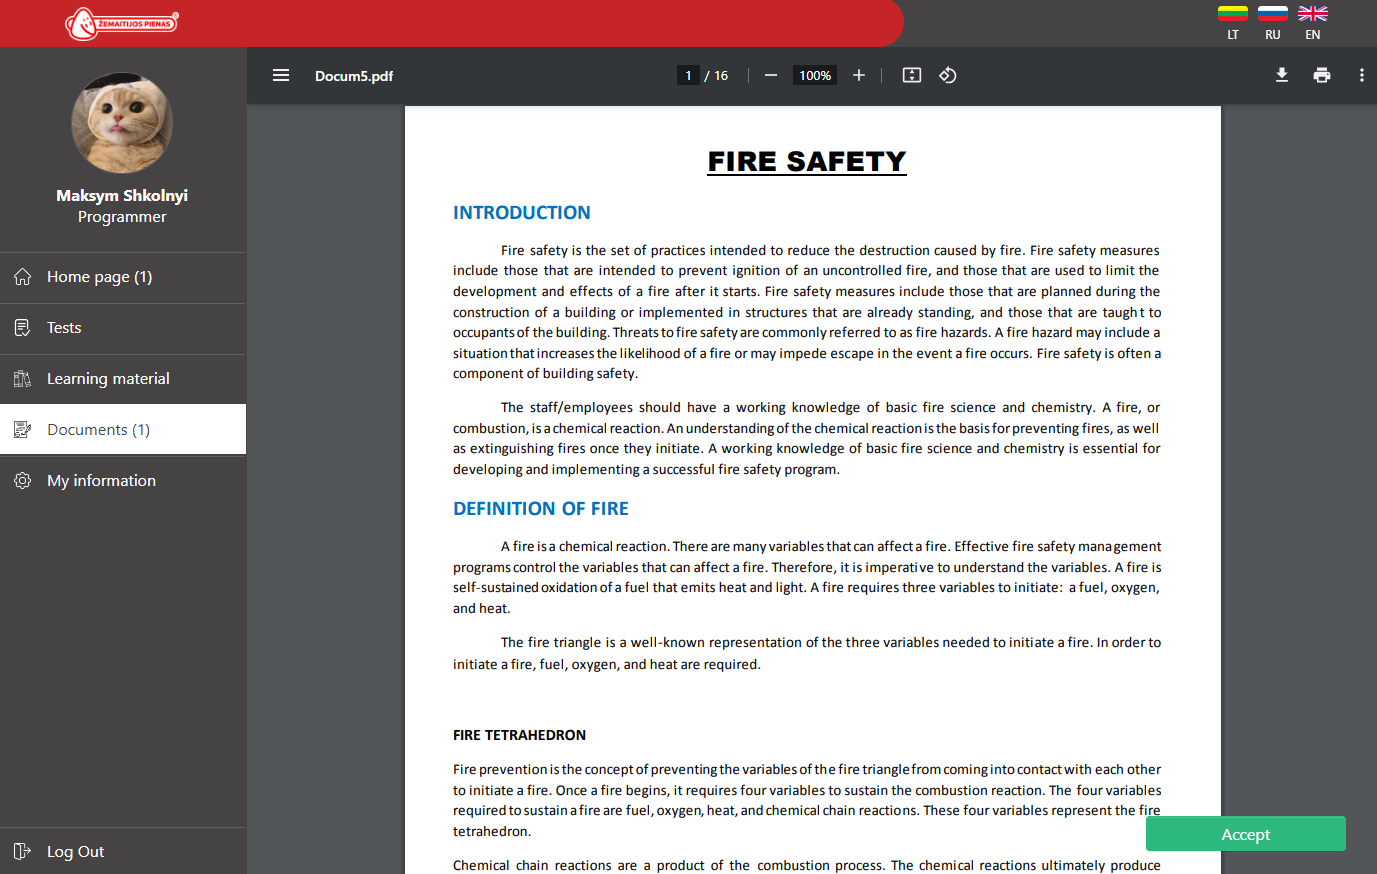 ŽEMAITIJOS PIENAS®
LT RU EN
Maksym Shkolnyi
Programmer
Home page (1)
Tests
Learning material
Documents (1)
My information
Log Out
Docum5.pdf
1 / 16
100%
FIRE SAFETY
INTRODUCTION
Fire safety is the set of practices intended to reduce the destruction caused by fire. Fire safety measures
include those that are intended to prevent ignition of an uncontrolled fire, and those that are used to limit the
development and effects of a fire after it starts. Fire safety measures include those that are planned during the
construction of a building or implemented in structures that are already standing, and those that are taught to
occupants of the building. Threats to fire safety are commonly referred to as fire hazards. A fire hazard may include a
situation that increases the likelihood of a fire or may impede escape in the event a fire occurs. Fire safety is often a
component of building safety.
The staff/employees should have a working knowledge of basic fire science and chemistry. A fire, or
combustion, is a chemical reaction. An understanding of the chemical reaction is the basis for preventing fires, as well
as extinguishing fires once they initiate. A working knowledge of basic fire science and chemistry is essential for
developing and implementing a successful fire safety program.
DEFINITION OF FIRE
A fire is a chemical reaction. There are many variables that can affect a fire. Effective fire safety management
programs control the variables that can affect a fire. Therefore, it is imperative to understand the variables. A fire is
self-sustained oxidation of a fuel that emits heat and light. A fire requires three variables to initiate: a fuel, oxygen,
and heat.
The fire triangle is a well-known representation of the three variables needed to initiate a fire. In order to
initiate a fire, fuel, oxygen, and heat are required.
FIRE TETRAHEDRON
Fire prevention is the concept of preventing the variables of the fire triangle from coming into contact with each other
to initiate a fire. Once a fire begins, it requires four variables to sustain the combustion reaction. The four variables
required to sustain a fire are fuel, oxygen, heat, and chemical chain reactions. These four variables represent the fire
tetrahedron.
Chemical chain reactions are a product of the combustion process. The chemical reactions ultimately produce
Accept